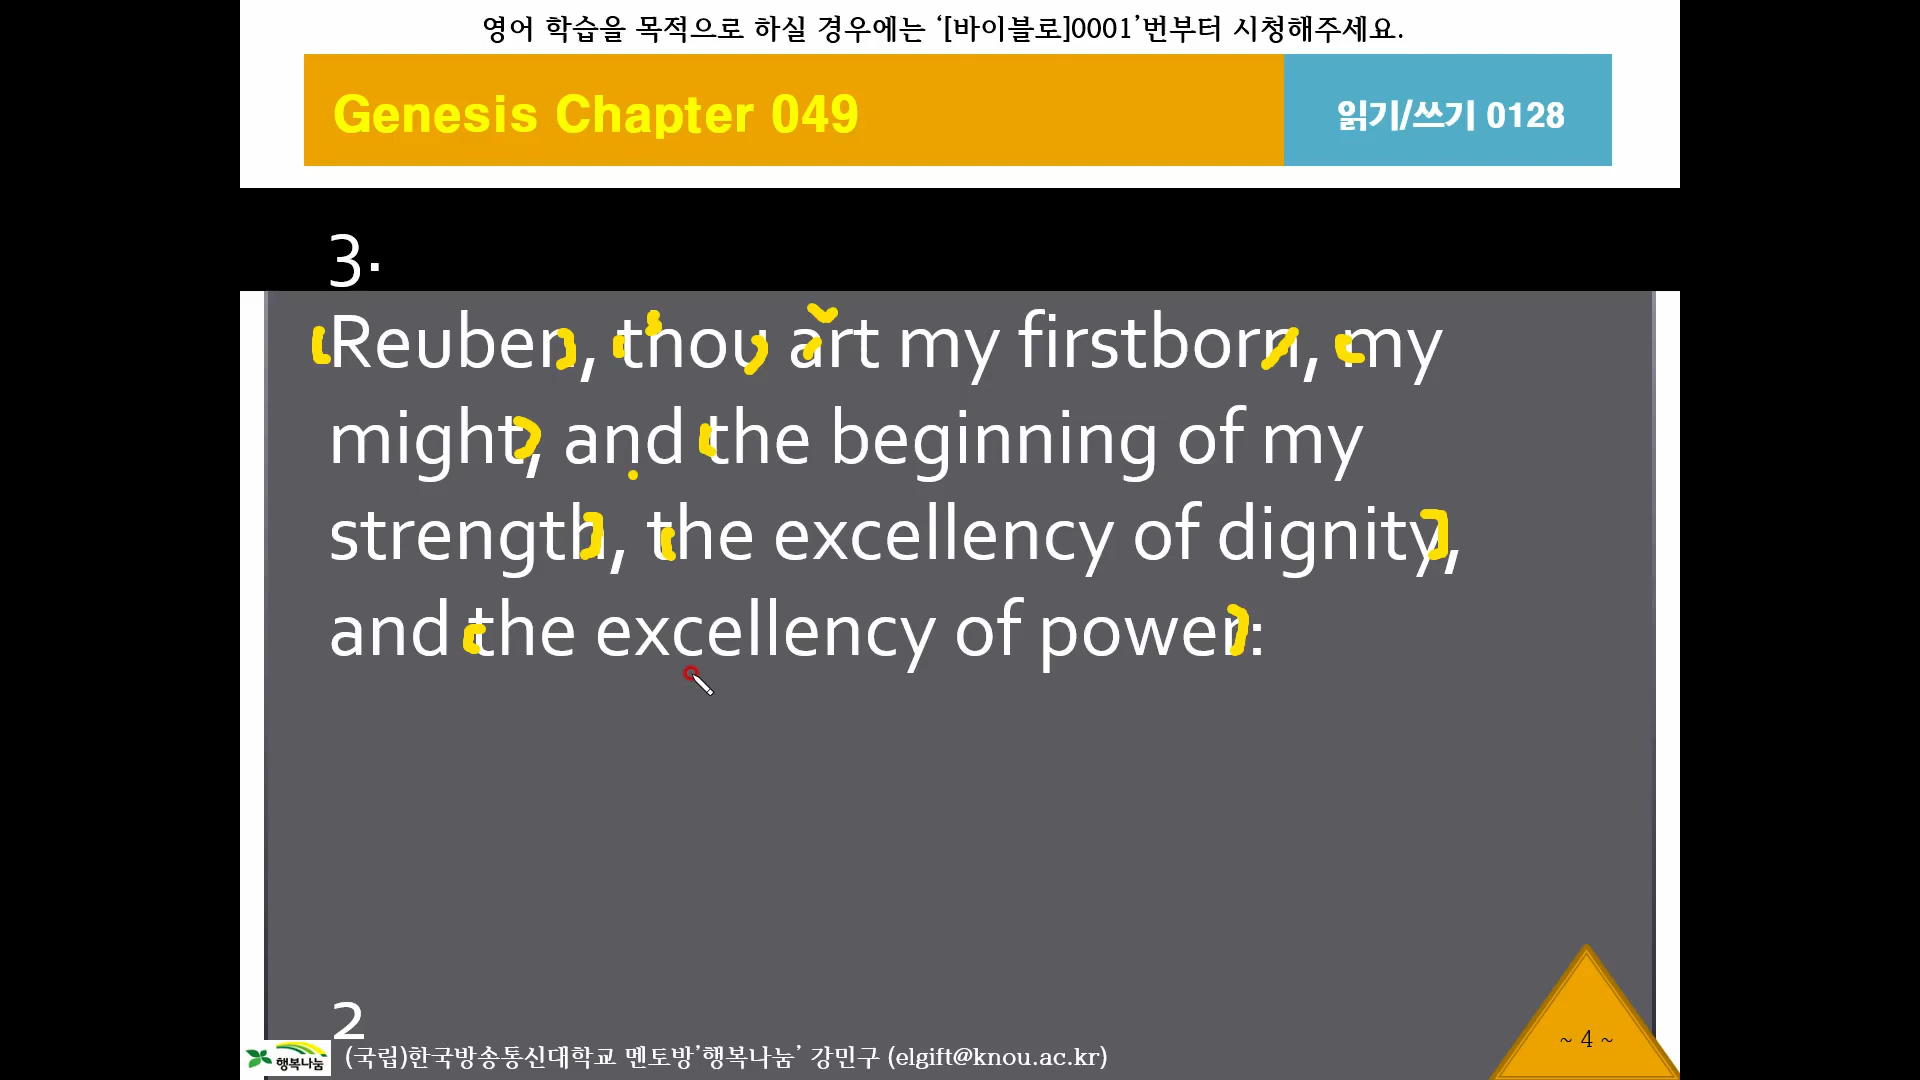 영어 학습을 목적으로 하실 경우에는 ‘[바이블로]0001’번부터 시청해주세요.
Genesis Chapter 049
읽기/쓰기 0128
3.
Reuben, thou art my firstborn, my
might, and the beginning of my
strength, the excellency of dignity,
and the excellency of power:
2
~ 4 ~
행복나눔
(국립)한국방송통신대학교 멘토방’행복나눔’ 강민구 (elgift@knou.ac.kr)